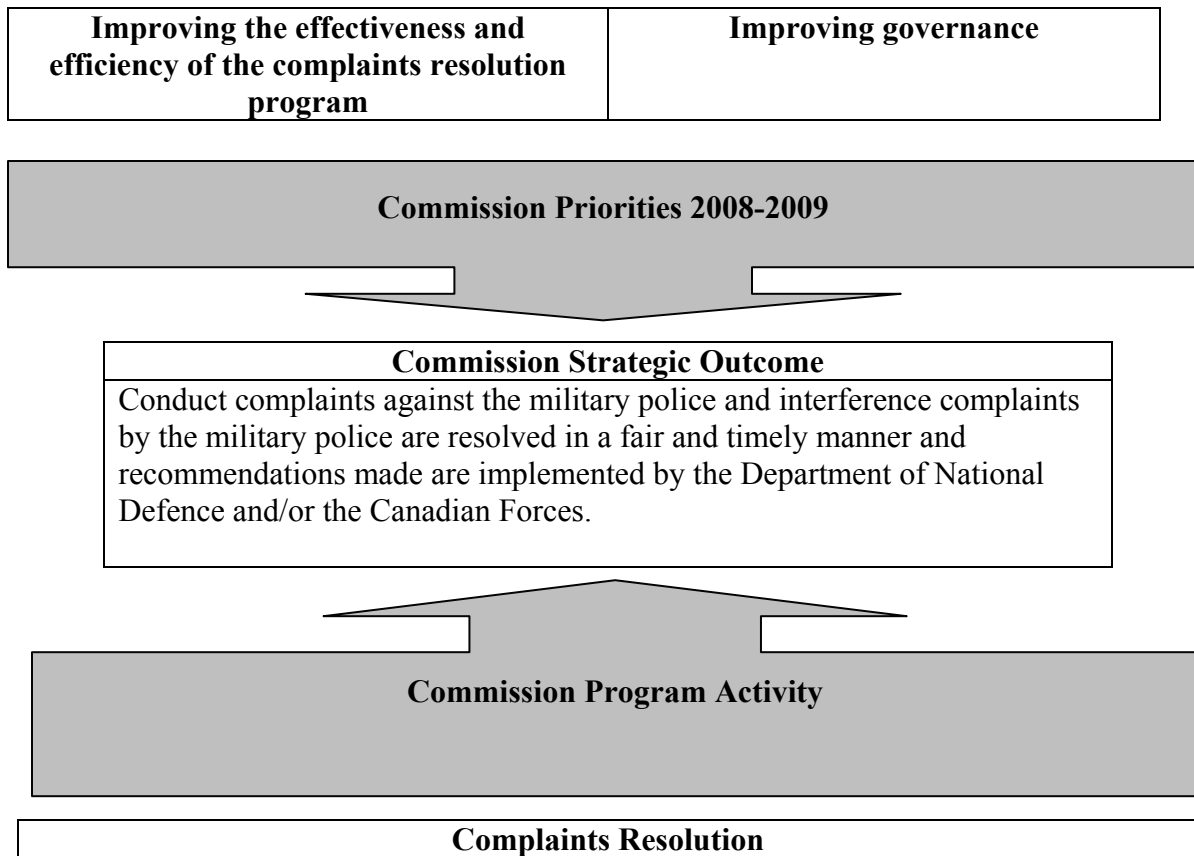 Improving the effectiveness and
efficiency of the complaints resolution
program
Improving governance
Commission Priorities 2008-2009
Commission Strategic Outcome
Conduct complaints against the military police and interference complaints
by the military police are resolved in a fair and timely manner and
recommendations made are implemented by the Department of National
Defence and/or the Canadian Forces.
Commission Program Activity
Complaints Resolution